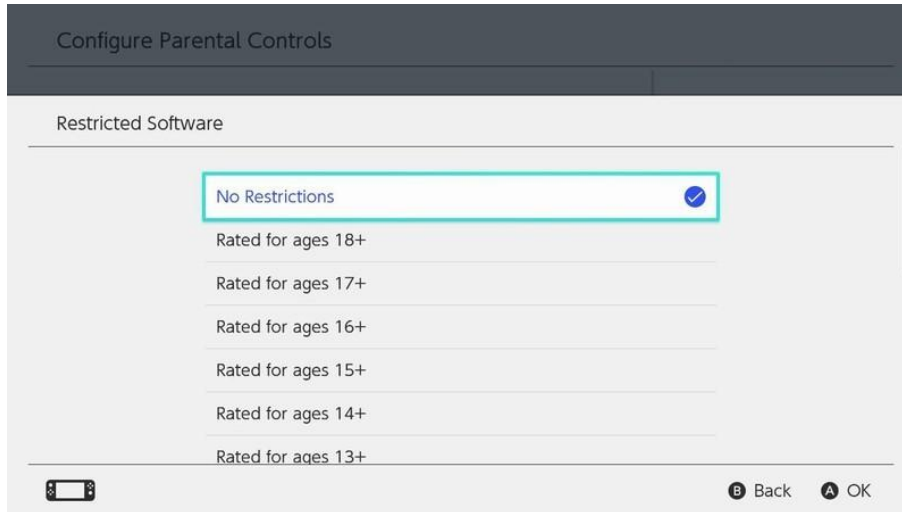 Configure Parental Controls
Restricted Software
No Restrictions
Rated for ages 18+
Rated for ages 17+
Rated for ages 16+
Rated for ages 15+
Rated for ages 14+
Rated for ages 13+
B Back A OK